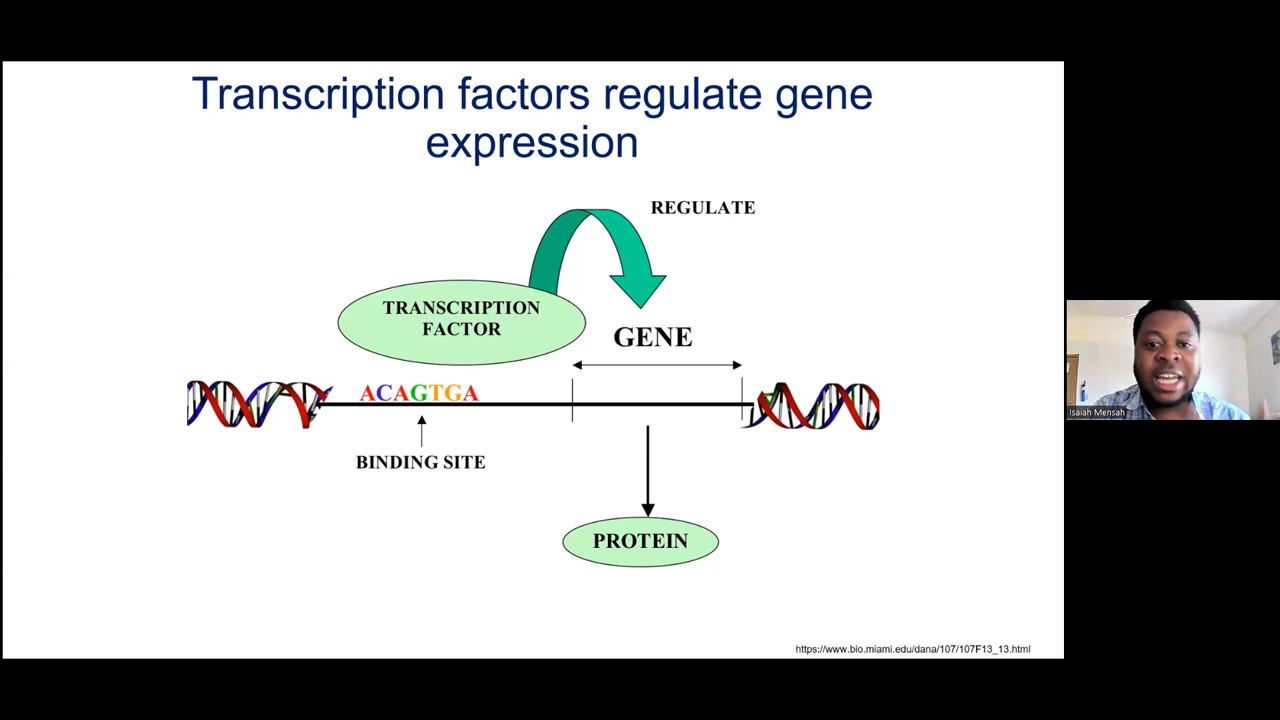 Transcription factors regulate gene
expression
REGULATE
TRANSCRIPTION
FACTOR
GENE
ACAGTGA
BINDING SITE
PROTEIN
https://www.bio.miami.edu/dana/107/107F13_13.html
Isaiah Mensah